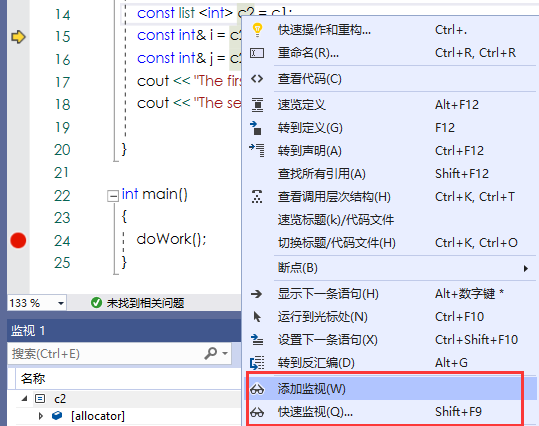 14 const list <int> c2 = c1;
15 const int& i = c2
16 const int& j = c2
17 cout << "The firs
18 cout << "The se
19
20 }
21
22 int main()
23 {
24 doWork();
25 }
133 % 未找到相关问题
监视 1
搜索(Ctrl+E)
名称
c2
[allocator]
快速操作和重构... Ctrl+.
重命名(R)... Ctrl+R, Ctrl+R
查看代码(C)
速览定义 Alt+F12
转到定义(G) F12
转到声明(A) Ctrl+F12
查找所有引用(A) Shift+F12
查看调用层次结构(H) Ctrl+K, Ctrl+T
速览标题(k)/代码文件
切换标题/代码文件(H) Ctrl+K, Ctrl+O
断点(B)
显示下一条语句(H) Alt+数字键 *
运行到光标处(N) Ctrl+F10
设置下一条语句(X) Ctrl+Shift+F10
转到反汇编(D) Alt+G
添加监视(W)
快速监视(Q)... Shift+F9